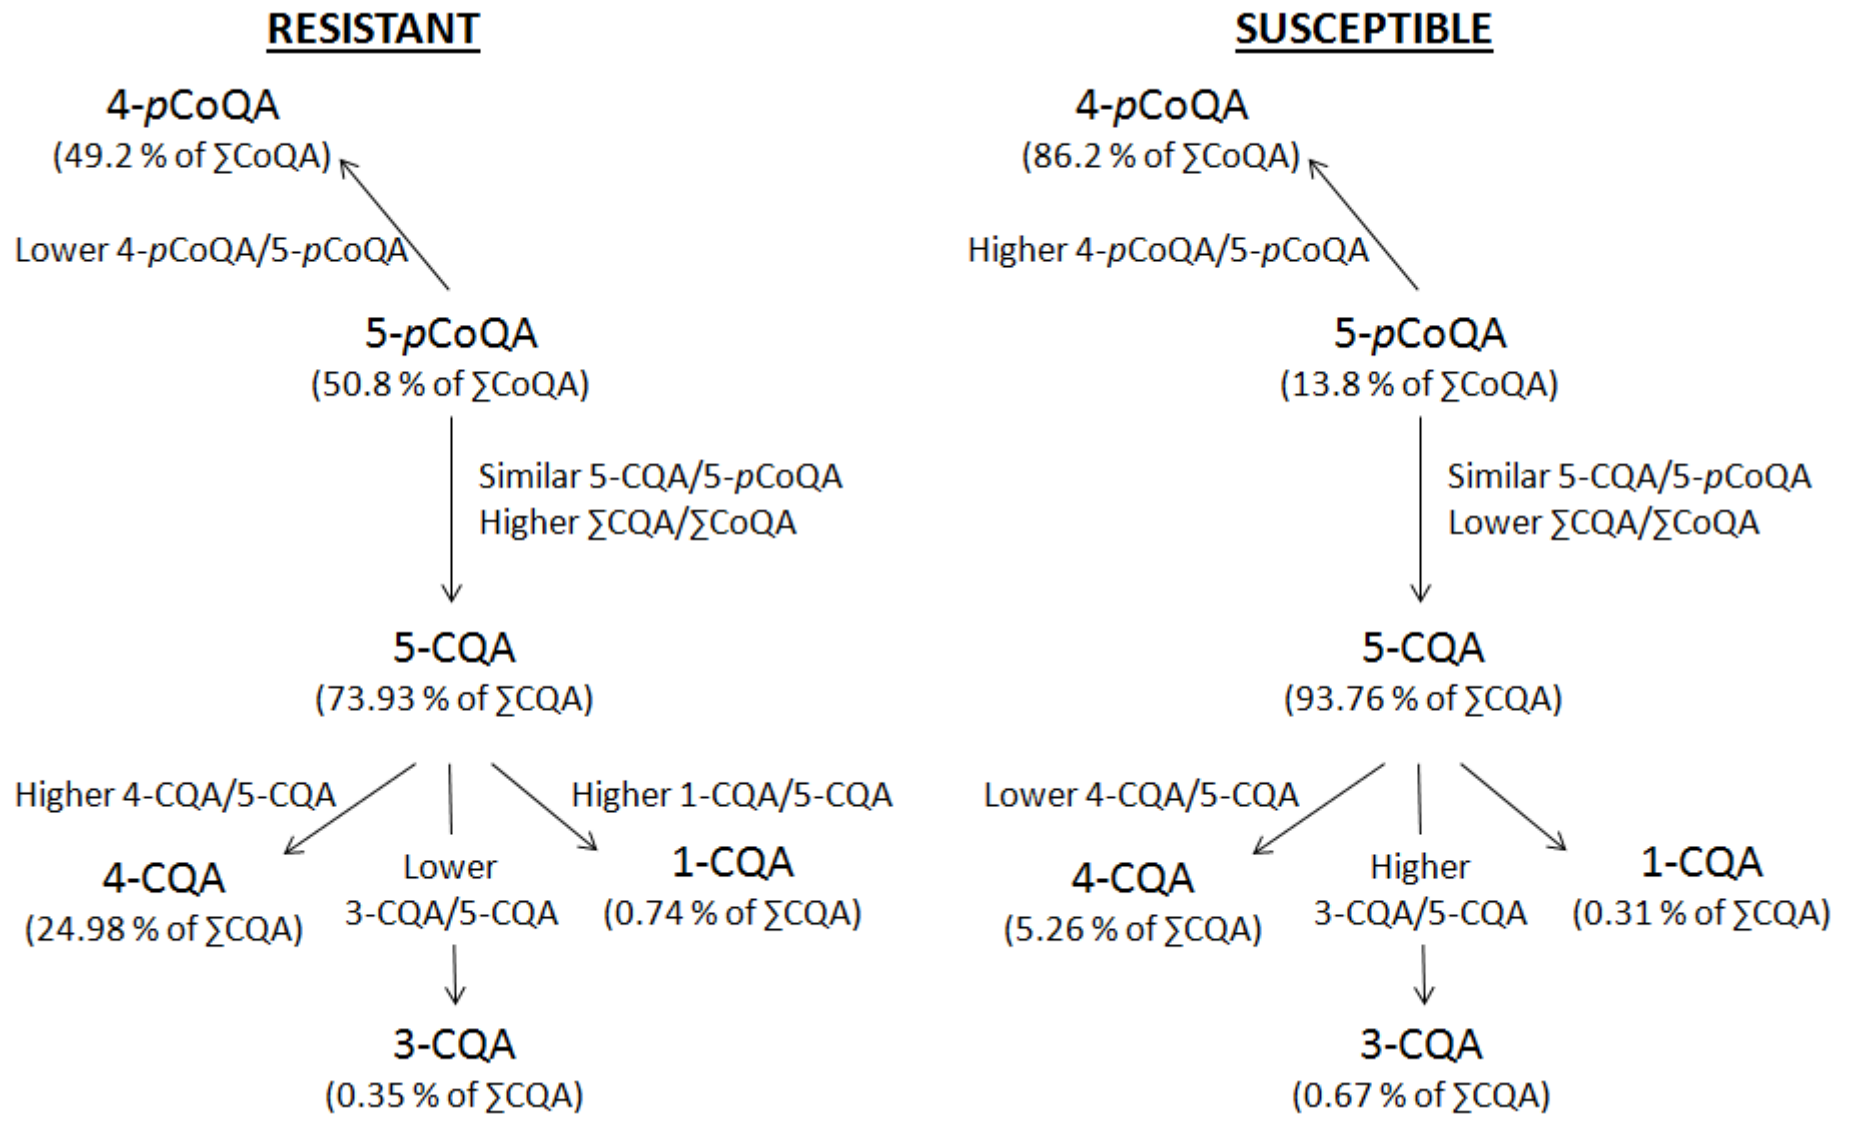 RESISTANT
4-pCoQA
(49.2 % of ∑CoQA)
Lower 4-pCoQA/5-pCoQA
5-pCoQA
(50.8 % of ∑CoQA)
Similar 5-CQA/5-pCoQA
Higher ∑CQA/∑CoQA
5-CQA
(73.93 % of ∑CQA)
Higher 4-CQA/5-CQA
Higher 1-CQA/5-CQA
4-CQA
(24.98 % of ∑CQA)
Lower
3-CQA/5-CQA
1-CQA
(0.74 % of ∑CQA)
3-CQA
(0.35 % of ∑CQA)
SUSCEPTIBLE
4-pCoQA
(86.2 % of ∑CoQA)
Higher 4-pCoQA/5-pCoQA
5-pCoQA
(13.8 % of ∑CoQA)
Similar 5-CQA/5-pCoQA
Lower ∑CQA/∑CoQA
5-CQA
(93.76 % of ∑CQA)
Lower 4-CQA/5-CQA
4-CQA
(5.26 % of ∑CQA)
Higher
3-CQA/5-CQA
1-CQA
(0.31 % of ∑CQA)
3-CQA
(0.67 % of ∑CQA)